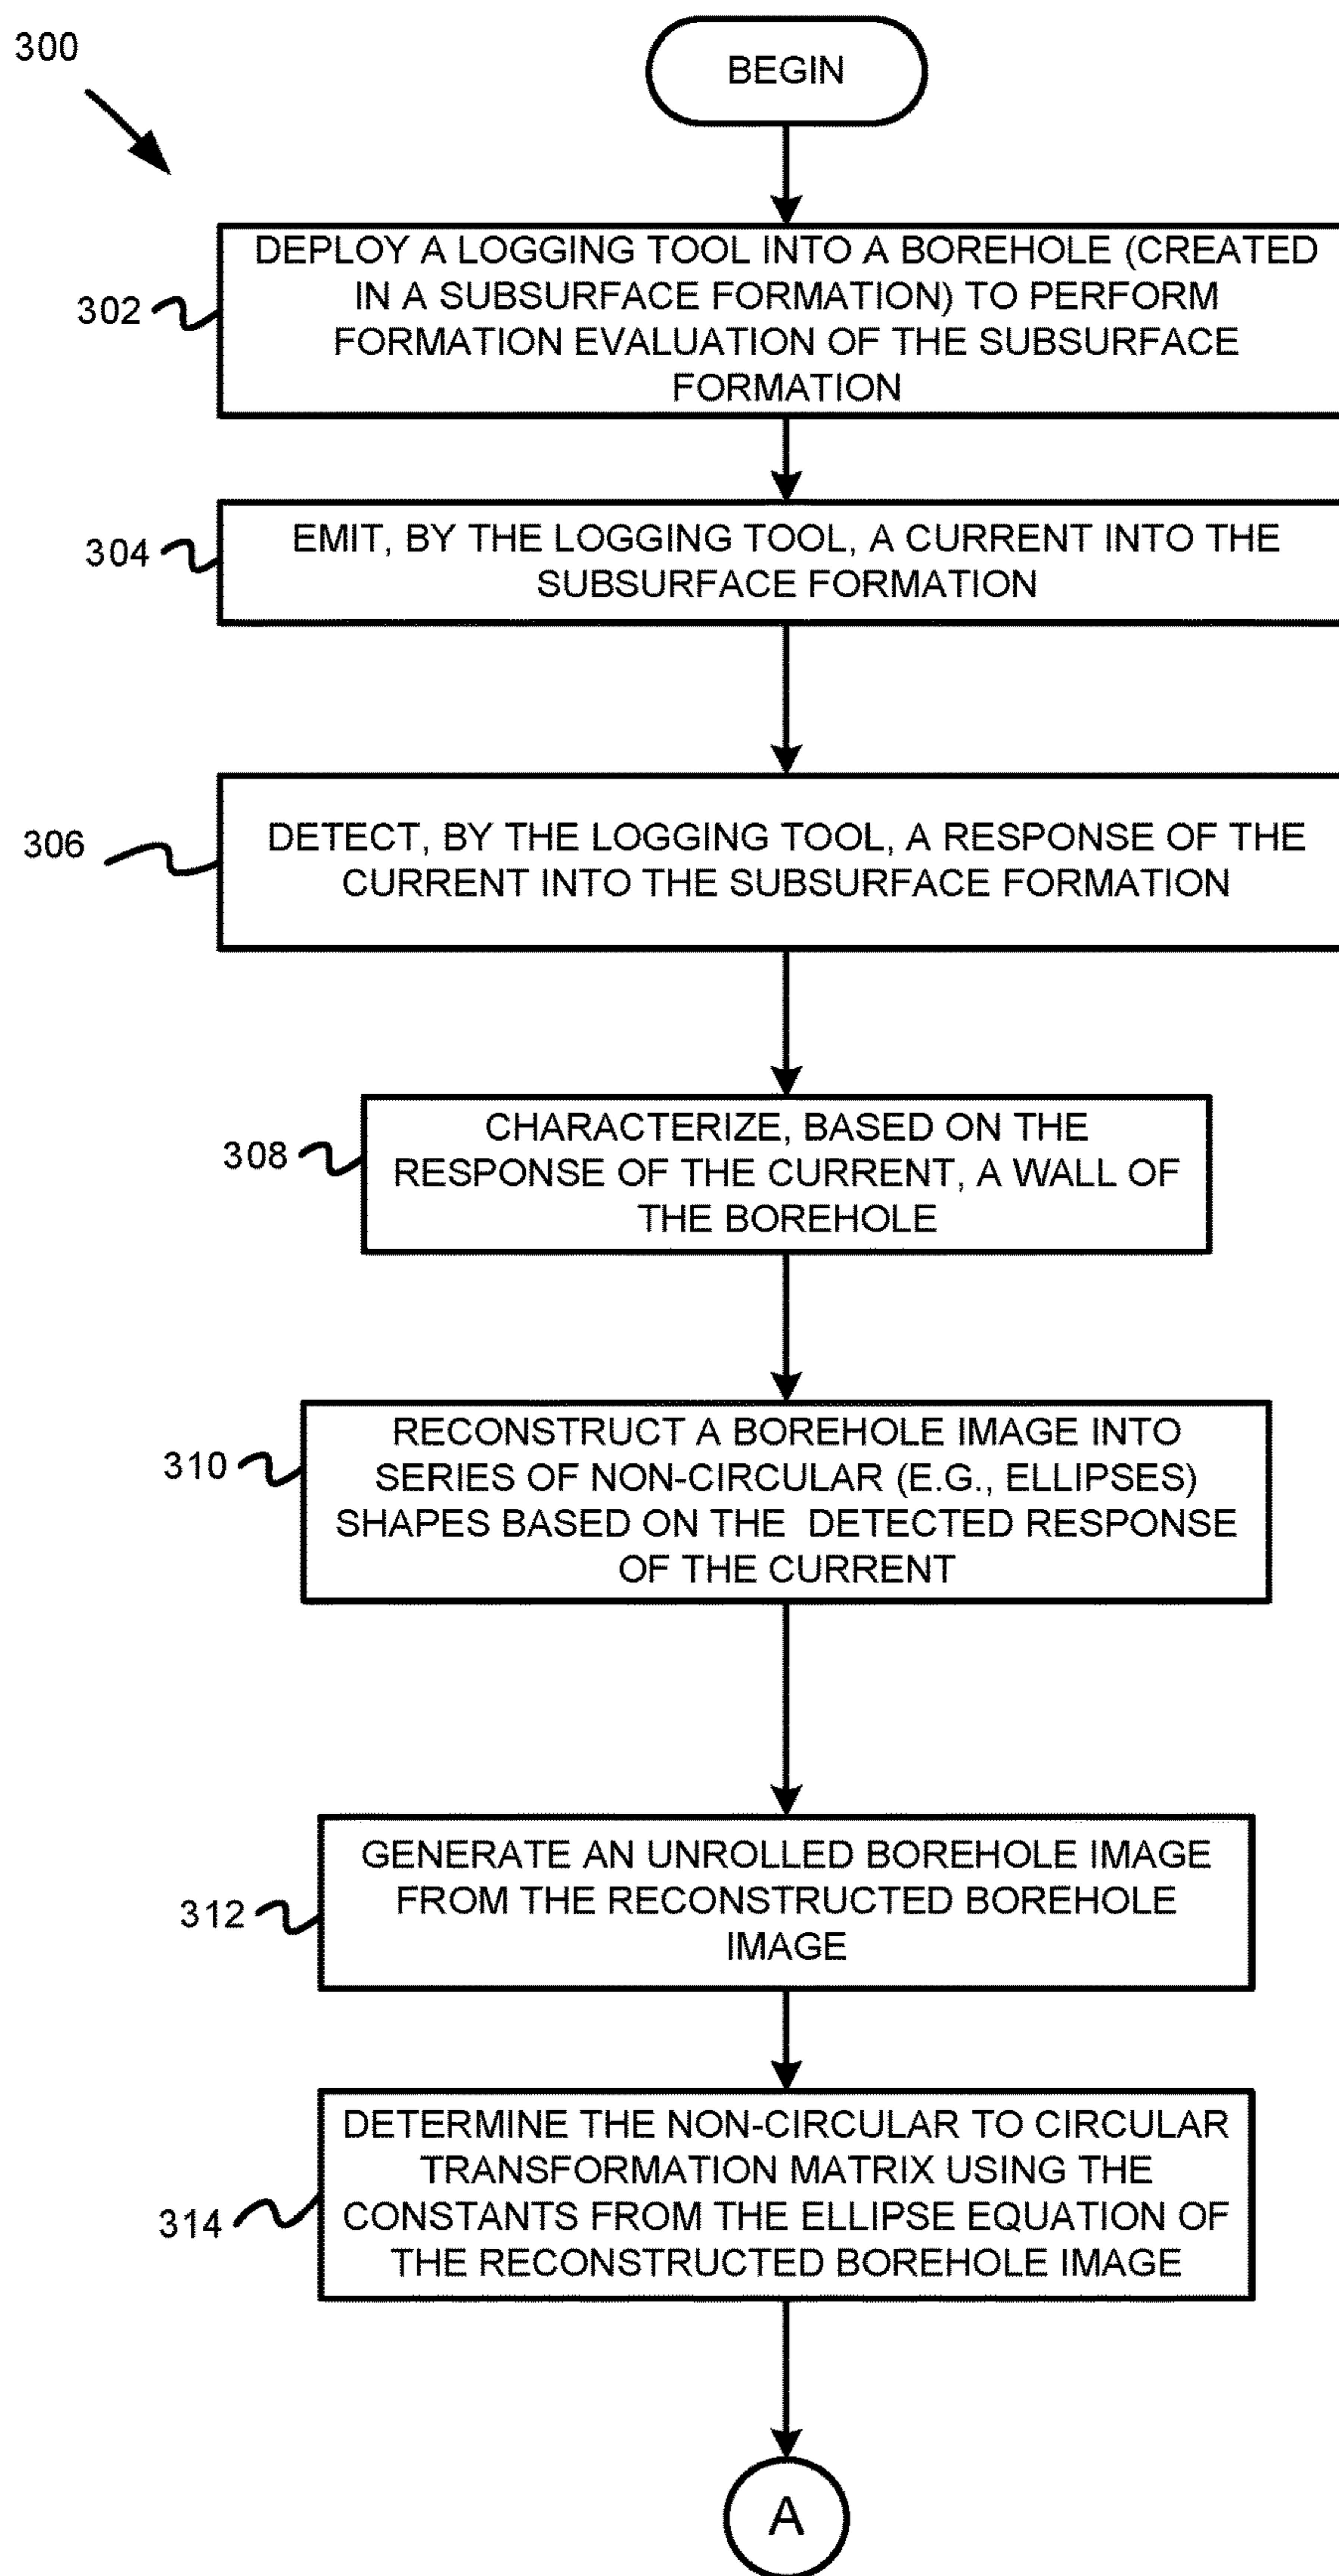 300
BEGIN
302
DEPLOY A LOGGING TOOL INTO A BOREHOLE (CREATED
IN A SUBSURFACE FORMATION) TO PERFORM
FORMATION EVALUATION OF THE SUBSURFACE
FORMATION
304
EMIT, BY THE LOGGING TOOL, A CURRENT INTO THE
SUBSURFACE FORMATION
306
DETECT, BY THE LOGGING TOOL, A RESPONSE OF THE
CURRENT INTO THE SUBSURFACE FORMATION
308
CHARACTERIZE, BASED ON THE
RESPONSE OF THE CURRENT, A WALL OF
THE BOREHOLE
310
RECONSTRUCT A BOREHOLE IMAGE INTO
SERIES OF NON-CIRCULAR (E.G., ELLIPSES)
SHAPES BASED ON THE DETECTED RESPONSE
OF THE CURRENT
312
GENERATE AN UNROLLED BOREHOLE IMAGE
FROM THE RECONSTRUCTED BOREHOLE
IMAGE
314
DETERMINE THE NON-CIRCULAR TO CIRCULAR
TRANSFORMATION MATRIX USING THE
CONSTANTS FROM THE ELLIPSE EQUATION OF
THE RECONSTRUCTED BOREHOLE IMAGE
A